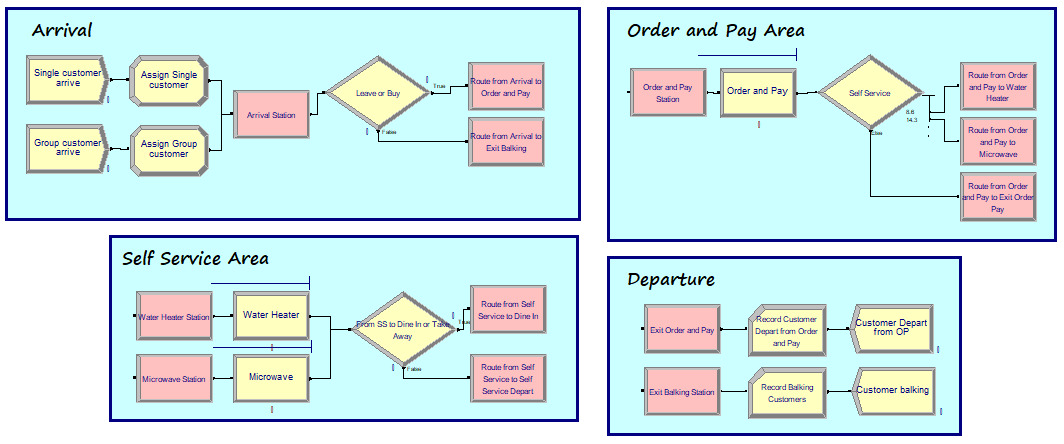 Arrival
Single customer
arrive
Assign Single
customer
Group customer
arrive
Assign Group
customer
Arrival Station
Leave or Buy
True
False
Route from Arrival to
Order and Pay
Route from Arrival to
Exit Balking
Order and Pay Area
Order and Pay
Station
Order and Pay
Self Service
8.6
14.3
Else
Route from Order
and Pay to Water
Heater
Route from Order
and Pay to
Microwave
Route from Order
and Pay to Exit Order
Pay
Self Service Area
Water Heater Station
Water Heater
Microwave Station
Microwave
From SS to Dine In or Take
Away
True
False
Route from Self
Service to Dine In
Route from Self
Service to Self
Service Depart
Departure
Exit Order and Pay
Record Customer
Depart from Order
and Pay
Customer Depart
from OP
Exit Balking Station
Record Balking
Customers
Customer balking